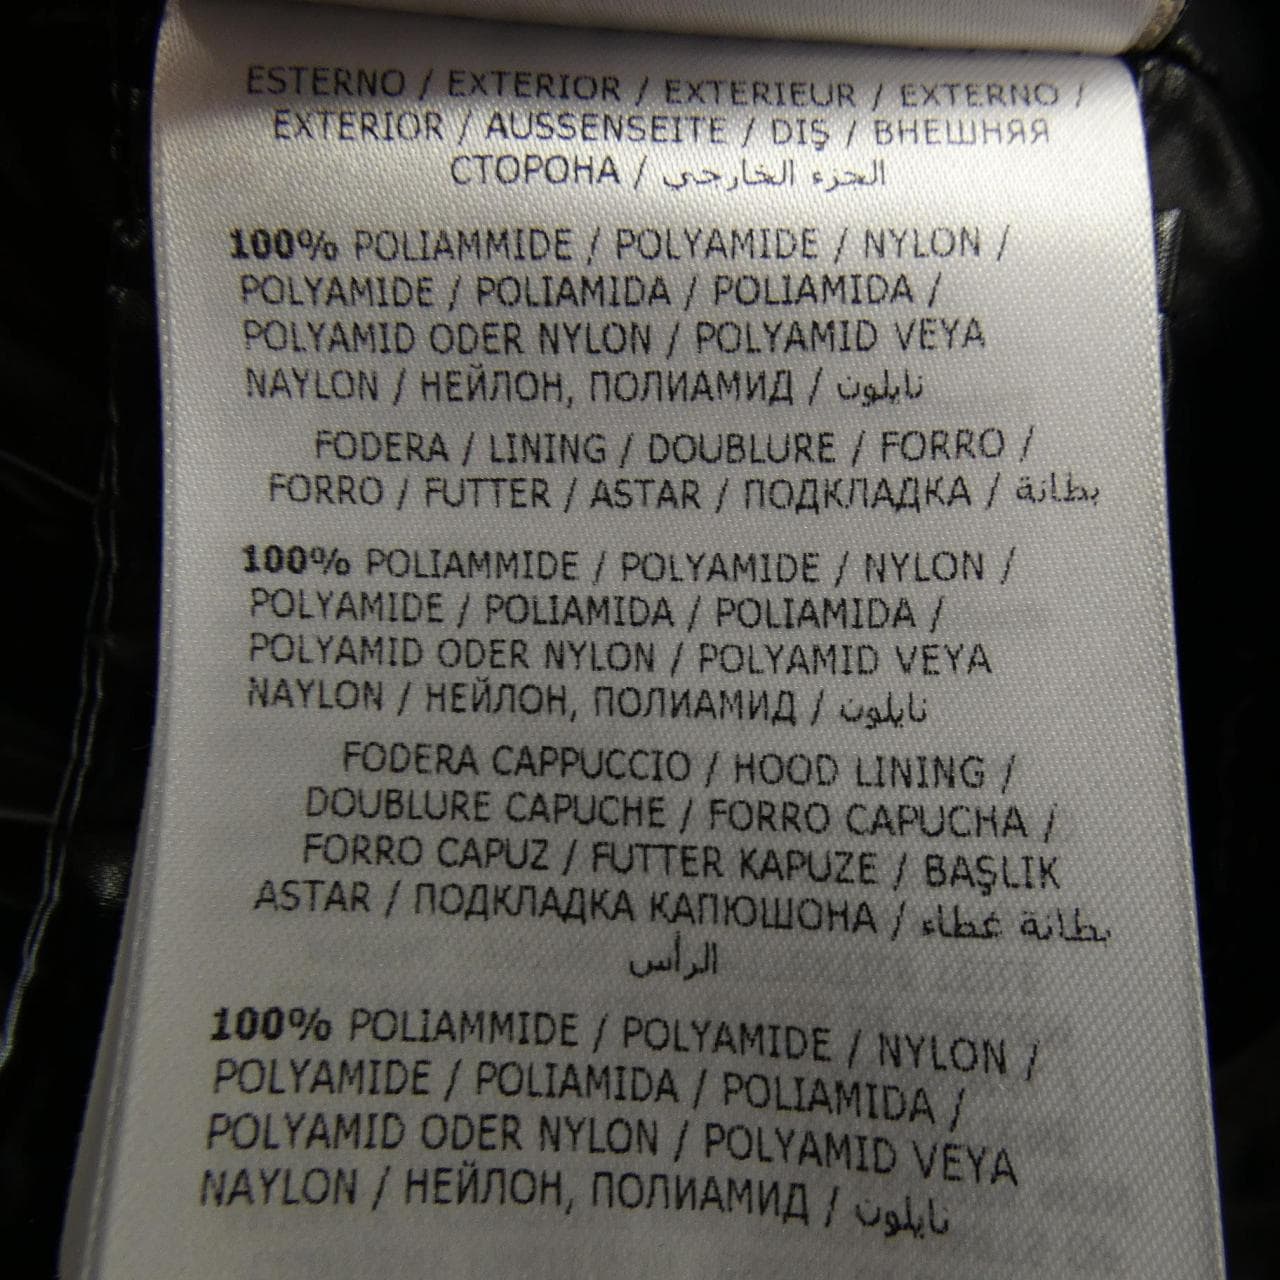 ESTERNO / EXTERIOR / EXTERIEUR / EXTERNO /
EXTERIOR / AUSSENSEITE / DIŞ / ВНЕШНЯЯ
СТОРОНА / الجزء الخارجي
100% POLIAMMIDE / POLYAMIDE / NYLON /
POLYAMIDE / POLIAMIDA / POLIAMIDA /
POLYAMID ODER NYLON / POLYAMID VEYA
NAYLON / НЕЙЛОН, ПОЛИАМИД / نايلون
FODERA / LINING / DOUBLURE / FORRO /
FORRO / FUTTER / ASTAR / ПОДКЛАДКА / بطانة
100% POLIAMMIDE / POLYAMIDE / NYLON /
POLYAMIDE / POLIAMIDA / POLIAMIDA /
POLYAMID ODER NYLON / POLYAMID VEYA
NAYLON / НЕЙЛОН, ПОЛИАМИД / نايلون
FODERA CAPPUCCIO / HOOD LINING /
DOUBLURE CAPUCHE / FORRO CAPUCHA /
FORRO CAPUZ / FUTTER KAPUZE / BAŞLIK
ASTAR / ПОДКЛАДКА КАПЮШОНА / بطانة غطاء
الرأس
100% POLIAMMIDE / POLYAMIDE / NYLON /
POLYAMIDE / POLIAMIDA / POLIAMIDA /
POLYAMID ODER NYLON / POLYAMID VEYA
NAYLON / НЕЙЛОН, ПОЛИАМИД / نايلون